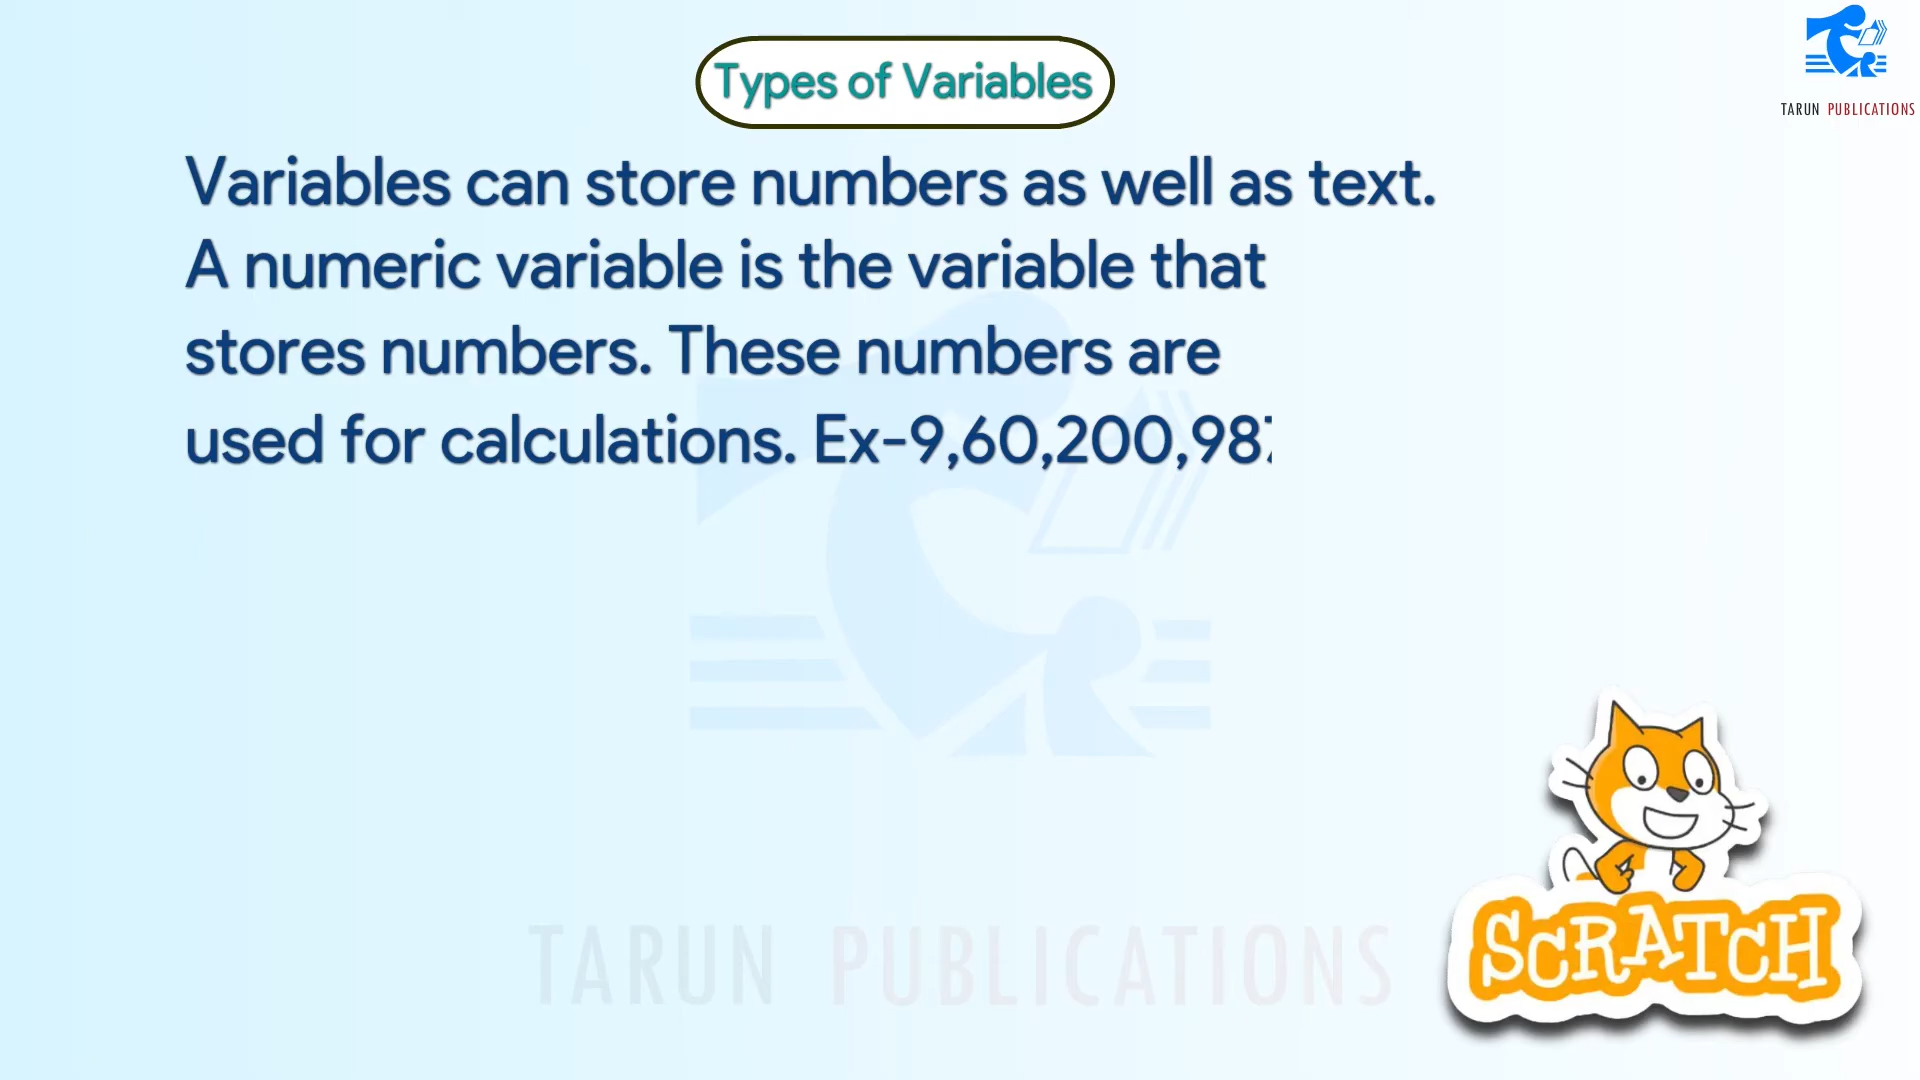 Types of Variables
TARUN PUBLICATIONS
Variables can store numbers as well as text.
A numeric variable is the variable that
stores numbers. These numbers are
used for calculations. Ex-9,60,200,987
SCRATCH
TARUN PUBLICATIONS